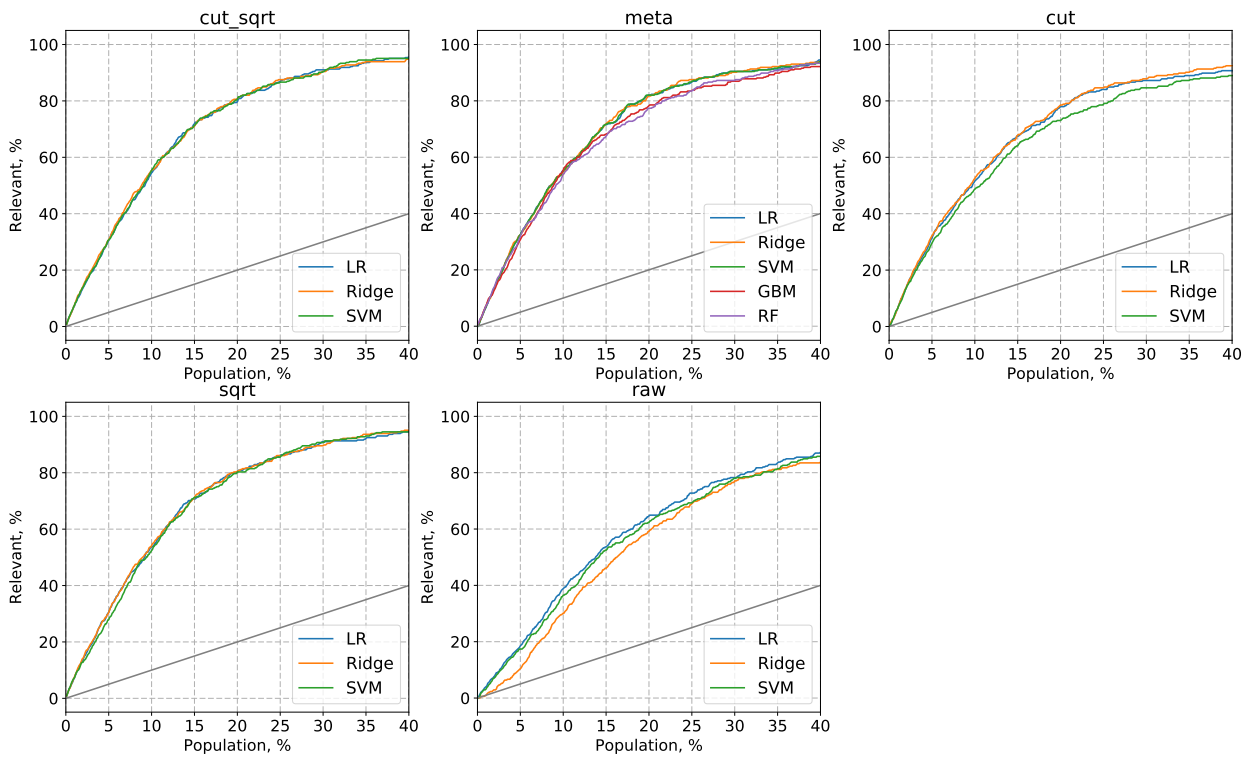 cut_sqrt
100
80
60
40
20
0
Relevant, %
0 5 10 15 20 25 30 35 40
Population, %
LR
Ridge
SVM
meta
100
80
60
40
20
0
Relevant, %
0 5 10 15 20 25 30 35 40
Population, %
LR
Ridge
SVM
GBM
RF
cut
100
80
60
40
20
0
Relevant, %
0 5 10 15 20 25 30 35 40
Population, %
LR
Ridge
SVM
sqrt
100
80
60
40
20
0
Relevant, %
0 5 10 15 20 25 30 35 40
Population, %
LR
Ridge
SVM
raw
100
80
60
40
20
0
Relevant, %
0 5 10 15 20 25 30 35 40
Population, %
LR
Ridge
SVM